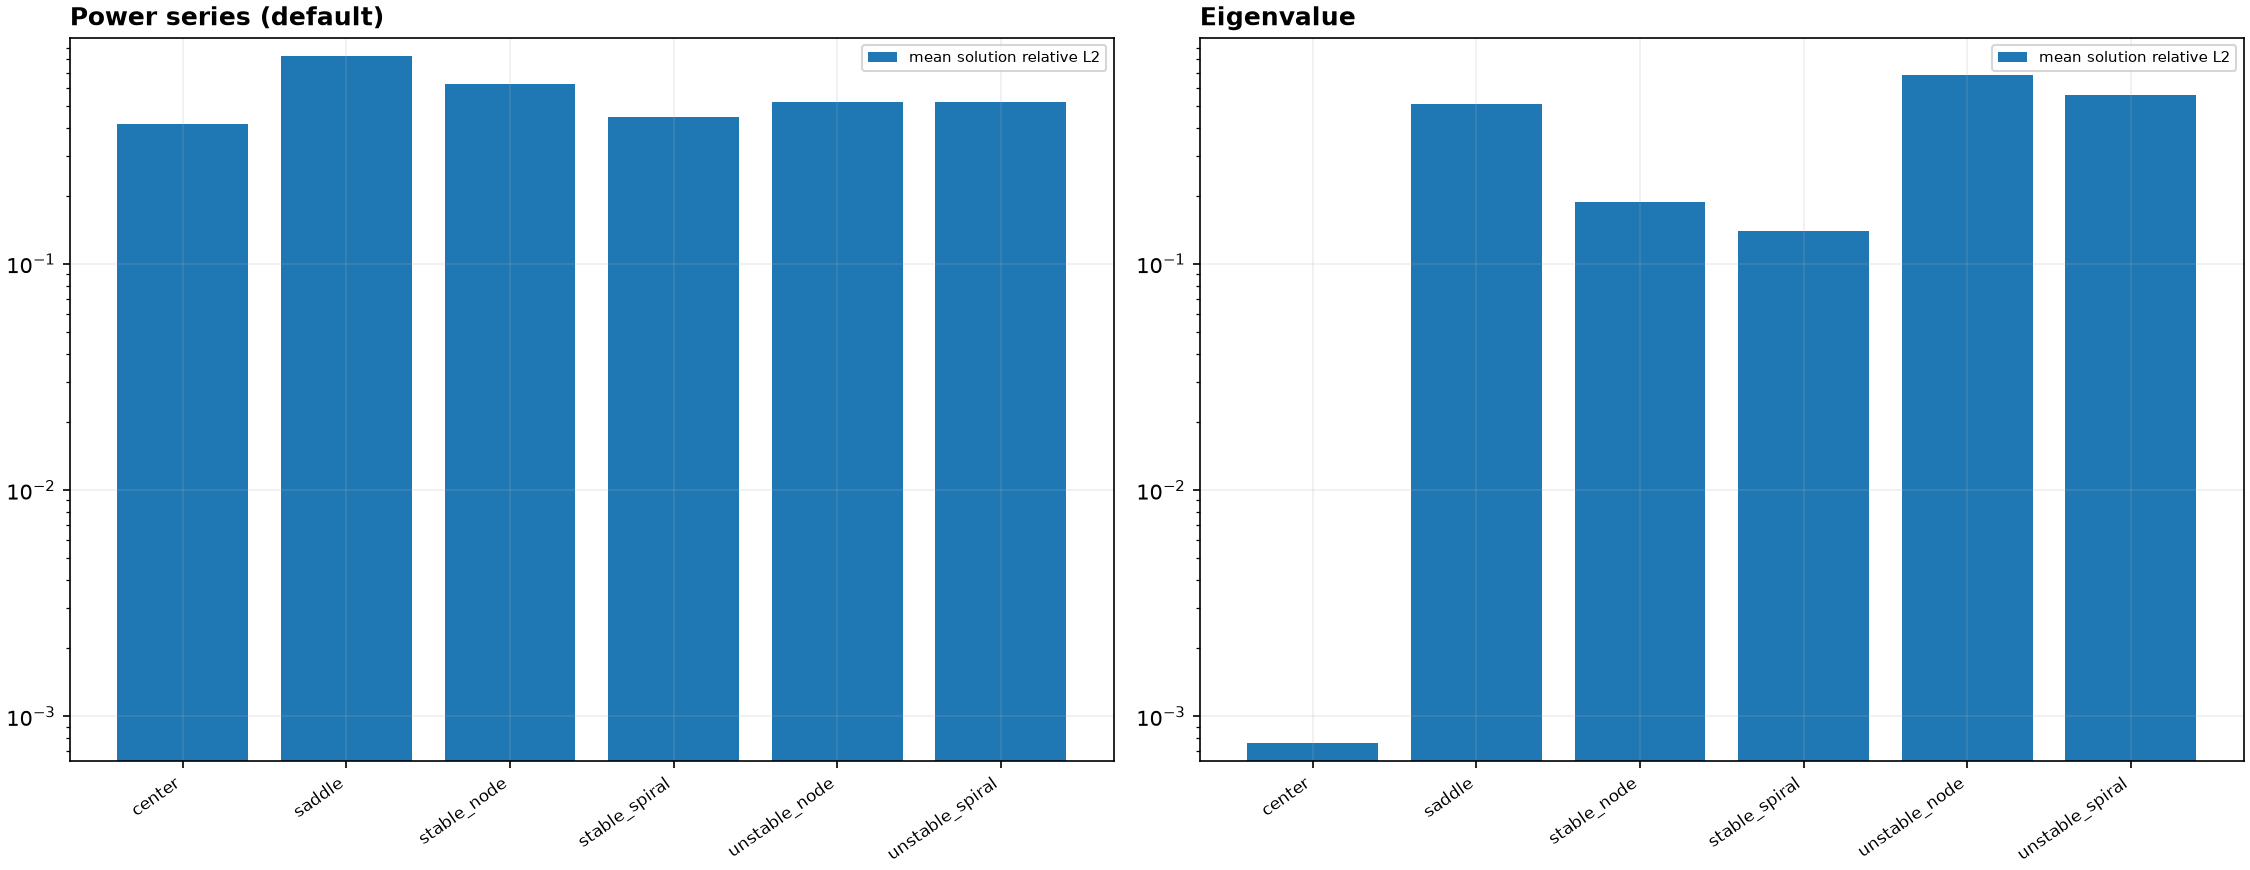 Power series (default)
mean solution relative L2
10⁻¹
10⁻²
10⁻³
center
saddle
stable_node
stable_spiral
unstable_node
unstable_spiral
Eigenvalue
mean solution relative L2
10⁻¹
10⁻²
10⁻³
center
saddle
stable_node
stable_spiral
unstable_node
unstable_spiral